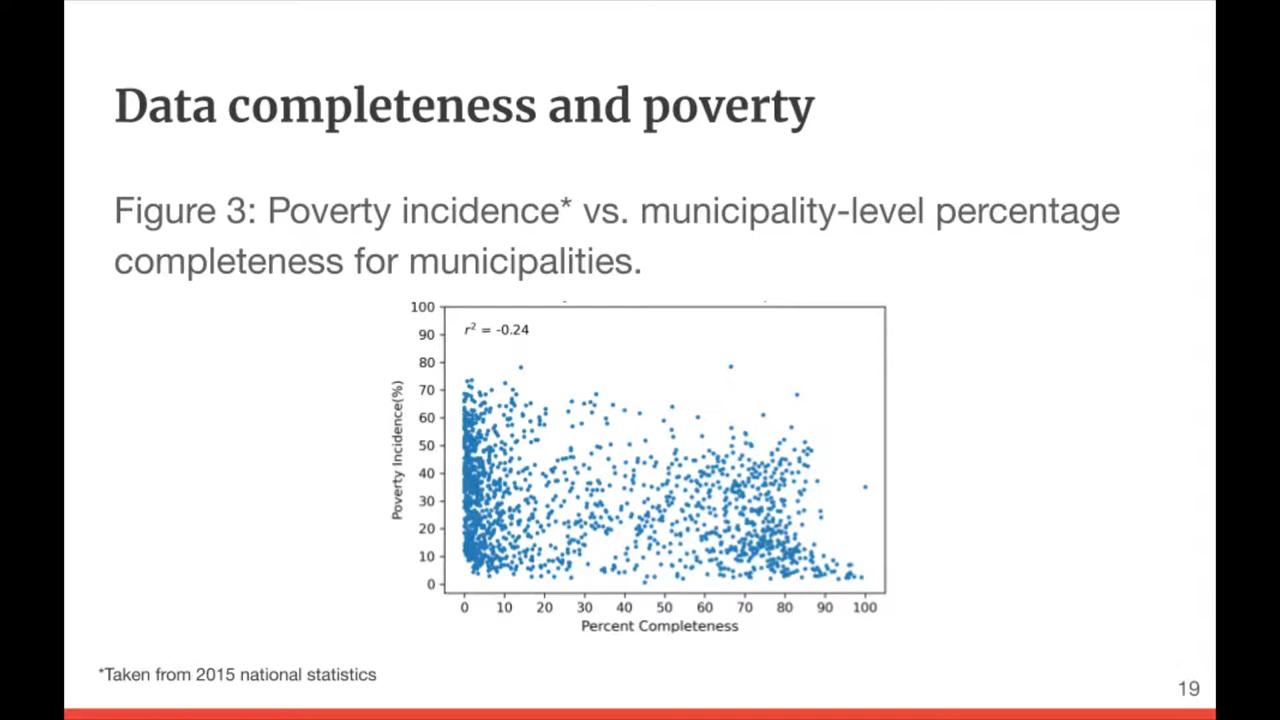 Data completeness and poverty
Figure 3: Poverty incidence* vs. municipality-level percentage
completeness for municipalities.
100
90
80
70
60
50
40
30
20
10
0
r² = -0.24
Poverty Incidence(%)
0 10 20 30 40 50 60 70 80 90 100
Percent Completeness
*Taken from 2015 national statistics
19